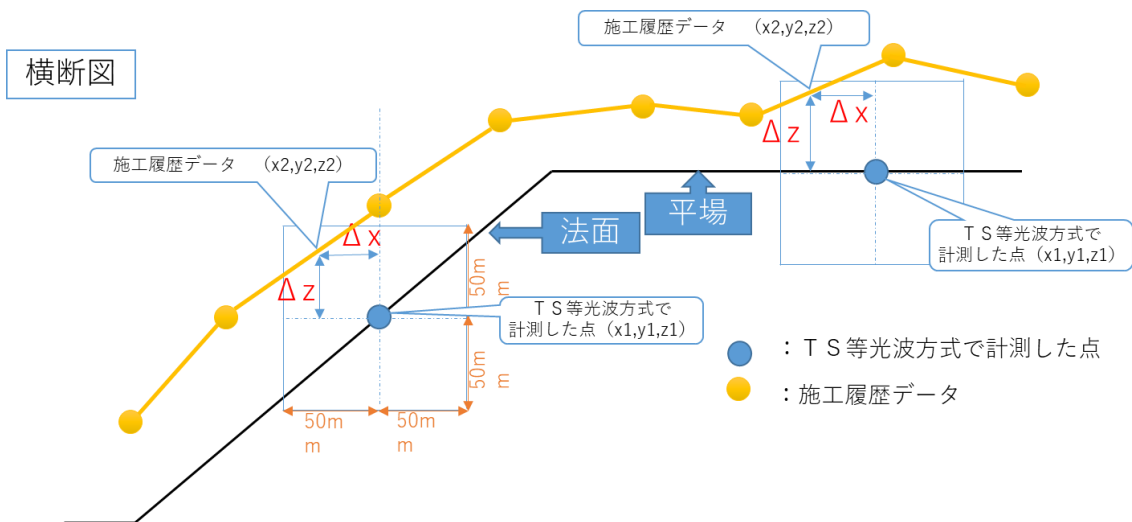 施工履歴データ　（x2,y2,z2）
横断図
Δx
Δz
施工履歴データ　（x2,y2,z2）
平場
ＴＳ等光波方式で
計測した点（x1,y1,z1）
法面
Δx
Δz
50m
m
ＴＳ等光波方式で
計測した点（x1,y1,z1）
50m
m
：ＴＳ等光波方式で計測した点
：施工履歴データ
50m
m
50m
m